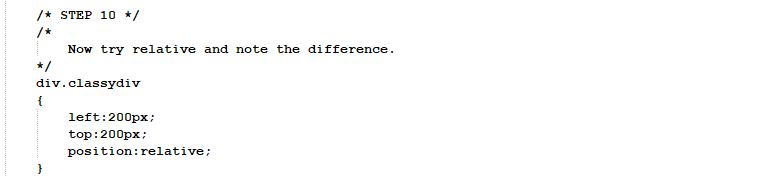 /* STEP 10 */
/*
Now try relative and note the difference.
*/
div.classydiv
{
left:200px;
top:200px;
position:relative;
}